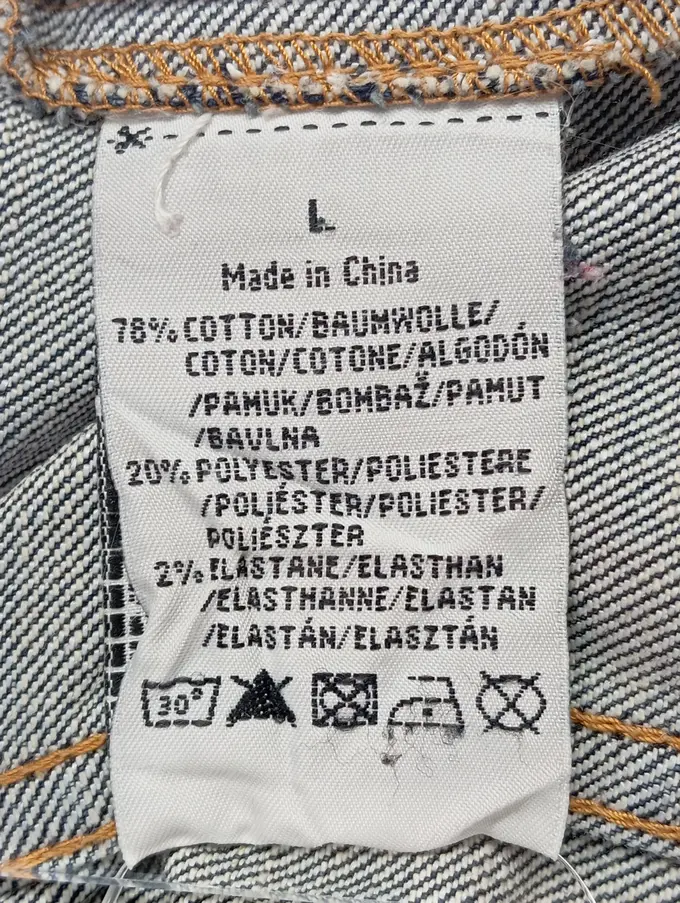 L
Made in China
78% COTTON/BAUMWOLLE/
COTON/COTONE/ALGODÓN
/PAMUK/BOMBAŽ/PAMUT
/BAVLNA
20% POLYESTER/POLIESTERE
/POLJÉSTER/POLIESTER/
POLIÉSZTER
2% ELASTANE/ELASTHAN
/ELASTHANNE/ELASTAN
/ELASTÁN/ELASZTÁN
30°